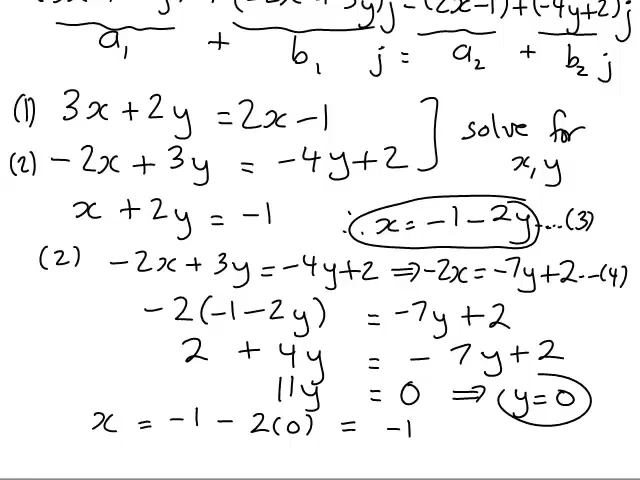 (-2x + 3y)j = (2x-1)+(-4y+2)j
a₁ + b₁ j = a₂ + b₂ j
(1) 3x+2y = 2x-1
(2) -2x + 3y = -4y+2
solve for x, y
x + 2y = -1 ∴ x = -1-2y....(3)
(2) -2x+3y = -4y+2 ⇒ -2x = -7y+2...(4)
-2(-1-2y) = -7y+2
2 + 4y = -7y+2
11y = 0 ⇒ y=0
x = -1 - 2(0) = -1